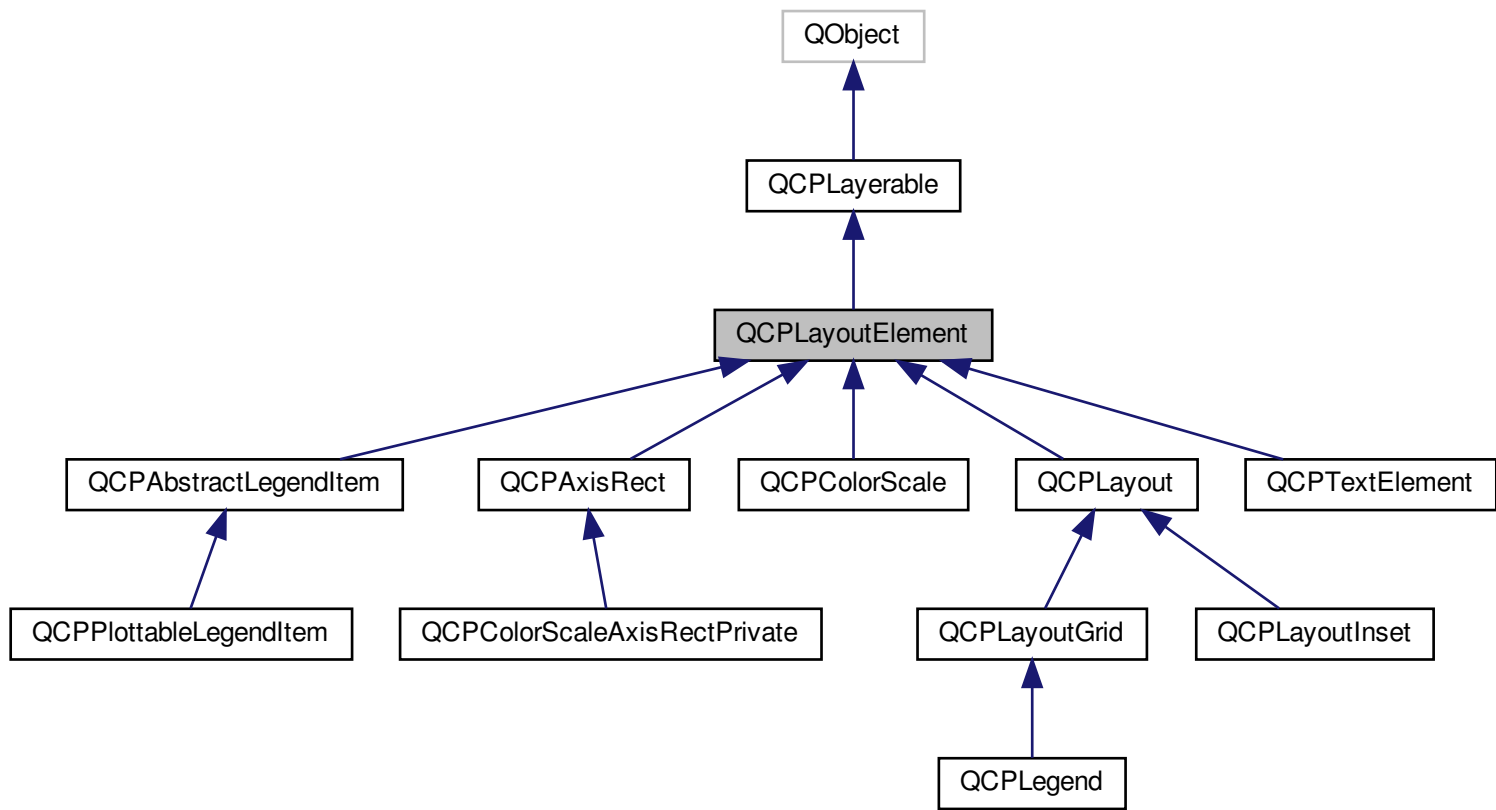 QObject
QCPLayerable
QCPLayoutElement
QCPAbstractLegendItem
QCPAxisRect
QCPColorScale
QCPLayout
QCPTextElement
QCPPlottableLegendItem
QCPColorScaleAxisRectPrivate
QCPLayoutGrid
QCPLayoutInset
QCPLegend